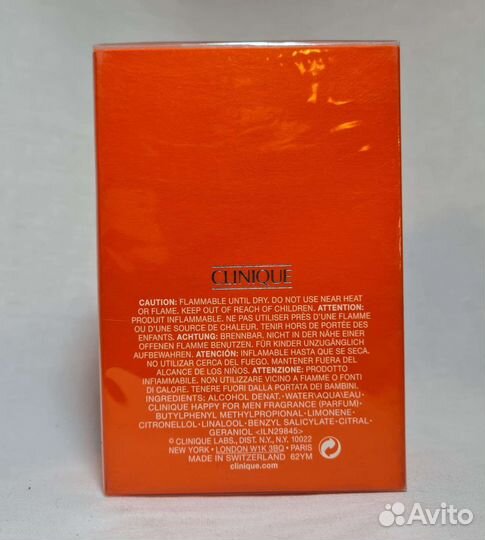 CLINIQUE
CAUTION: FLAMMABLE UNTIL DRY. DO NOT USE NEAR HEAT
OR FLAME. KEEP OUT OF REACH OF CHILDREN. ATTENTION:
PRODUIT INFLAMMABLE. NE PAS UTILISER PRÈS D'UNE FLAMME
OU D'UNE SOURCE DE CHALEUR. TENIR HORS DE PORTÉE DES
ENFANTS. ACHTUNG: BRENNBAR, NICHT IN DER NÄHE EINER
OFFENEN FLAMME BENUTZEN. FÜR KINDER UNZUGÄNGLICH
AUFBEWAHREN. ATENCIÓN: INFLAMABLE HASTA QUE SE SECA.
NO UTILIZAR CERCA DEL FUEGO. MANTENER FUERA DEL
ALCANCE DE LOS NIÑOS. ATTENZIONE: PRODOTTO
INFIAMMABILE. NON UTILIZZARE VICINO A FIAMME O FONTI
DI CALORE. TENERE FUORI DALLA PORTATA DEI BAMBINI.
INGREDIENTS: ALCOHOL DENAT.•WATER\AQUA\EAU•
CLINIQUE HAPPY FOR MEN FRAGRANCE (PARFUM)•
BUTYLPHENYL METHYLPROPIONAL•LIMONENE•
CITRONELLOL•LINALOOL•BENZYL SALICYLATE•CITRAL•
GERANIOL <ILN29845>
© CLINIQUE LABS., DIST. N.Y., N.Y. 10022
NEW YORK • LONDON W1K 3BQ • PARIS
MADE IN SWITZERLAND 62YM
clinique.com
Avito